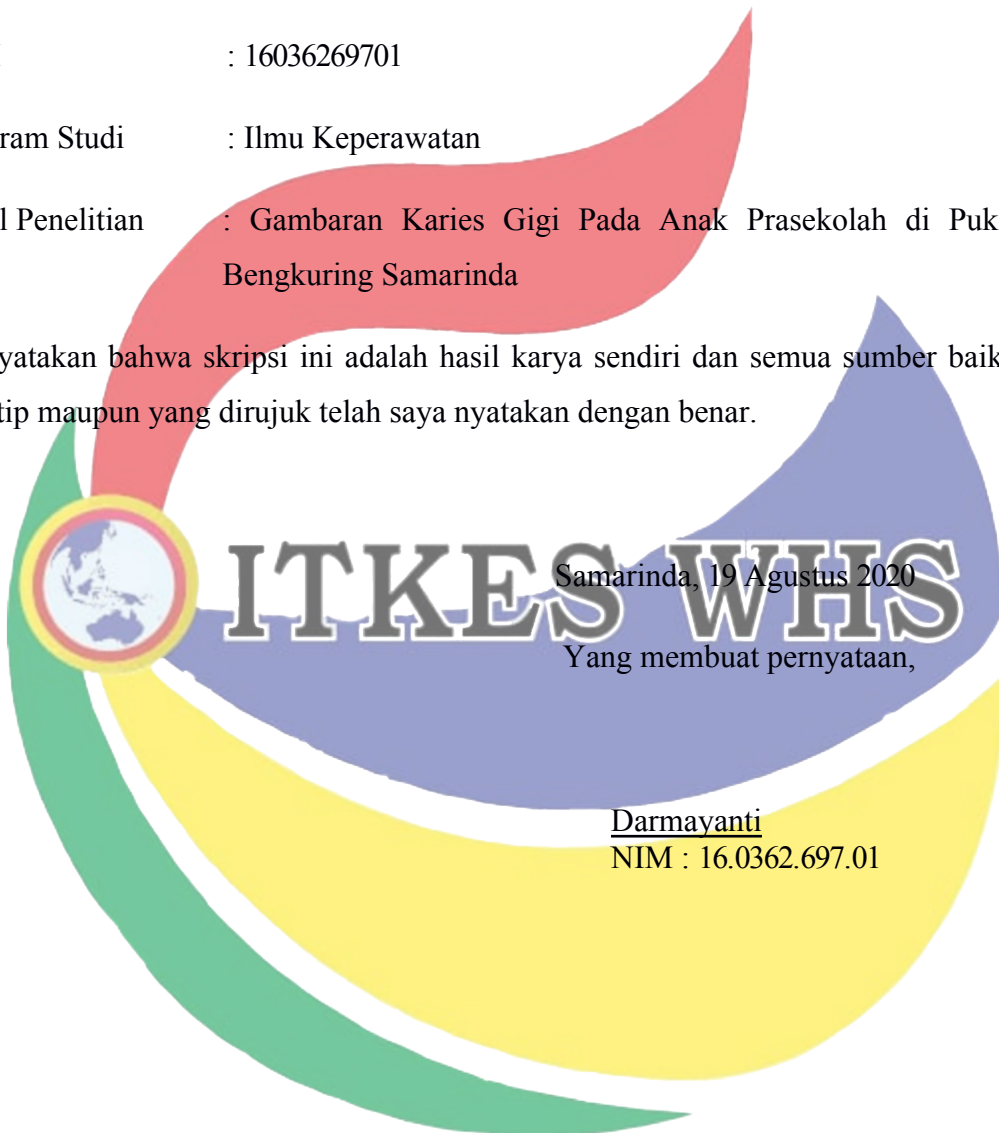 : 16036269701
ram Studi : Ilmu Keperawatan
l Penelitian : Gambaran Karies Gigi Pada Anak Prasekolah di Puk
Bengkuring Samarinda
yatakan bahwa skripsi ini adalah hasil karya sendiri dan semua sumber baik
tip maupun yang dirujuk telah saya nyatakan dengan benar.
ITKES WHS
Samarinda, 19 Agustus 2020
Yang membuat pernyataan,
Darmayanti
NIM : 16.0362.697.01